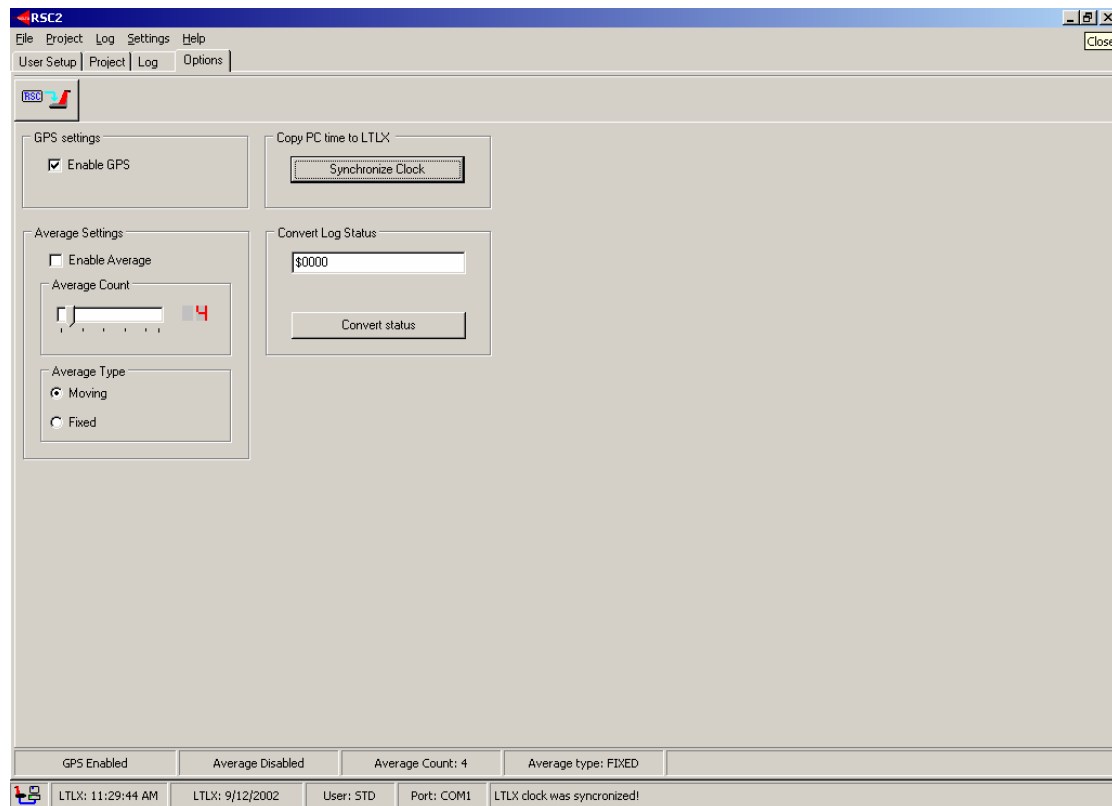 RSC2
File Project Log Settings Help
Close
User Setup Project Log Options
RSC
GPS settings
Enable GPS
Copy PC time to LTLX
Synchronize Clock
Average Settings
Enable Average
Average Count
4
Average Type
Moving
Fixed
Convert Log Status
$0000
Convert status
GPS Enabled Average Disabled Average Count: 4 Average type: FIXED
LTLX: 11:29:44 AM LTLX: 9/12/2002 User: STD Port: COM1 LTLX clock was syncronized!